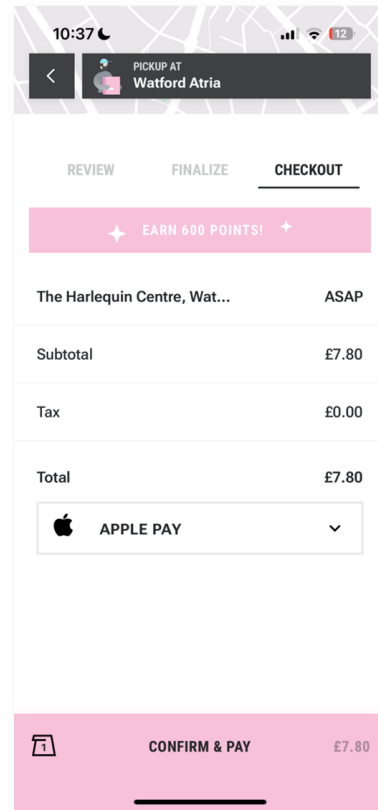 10:37
12
PICKUP AT
Watford Atria
REVIEW FINALIZE CHECKOUT
EARN 600 POINTS!
The Harlequin Centre, Wat... ASAP
Subtotal £7.80
Tax £0.00
Total £7.80
APPLE PAY
1 CONFIRM & PAY £7.80